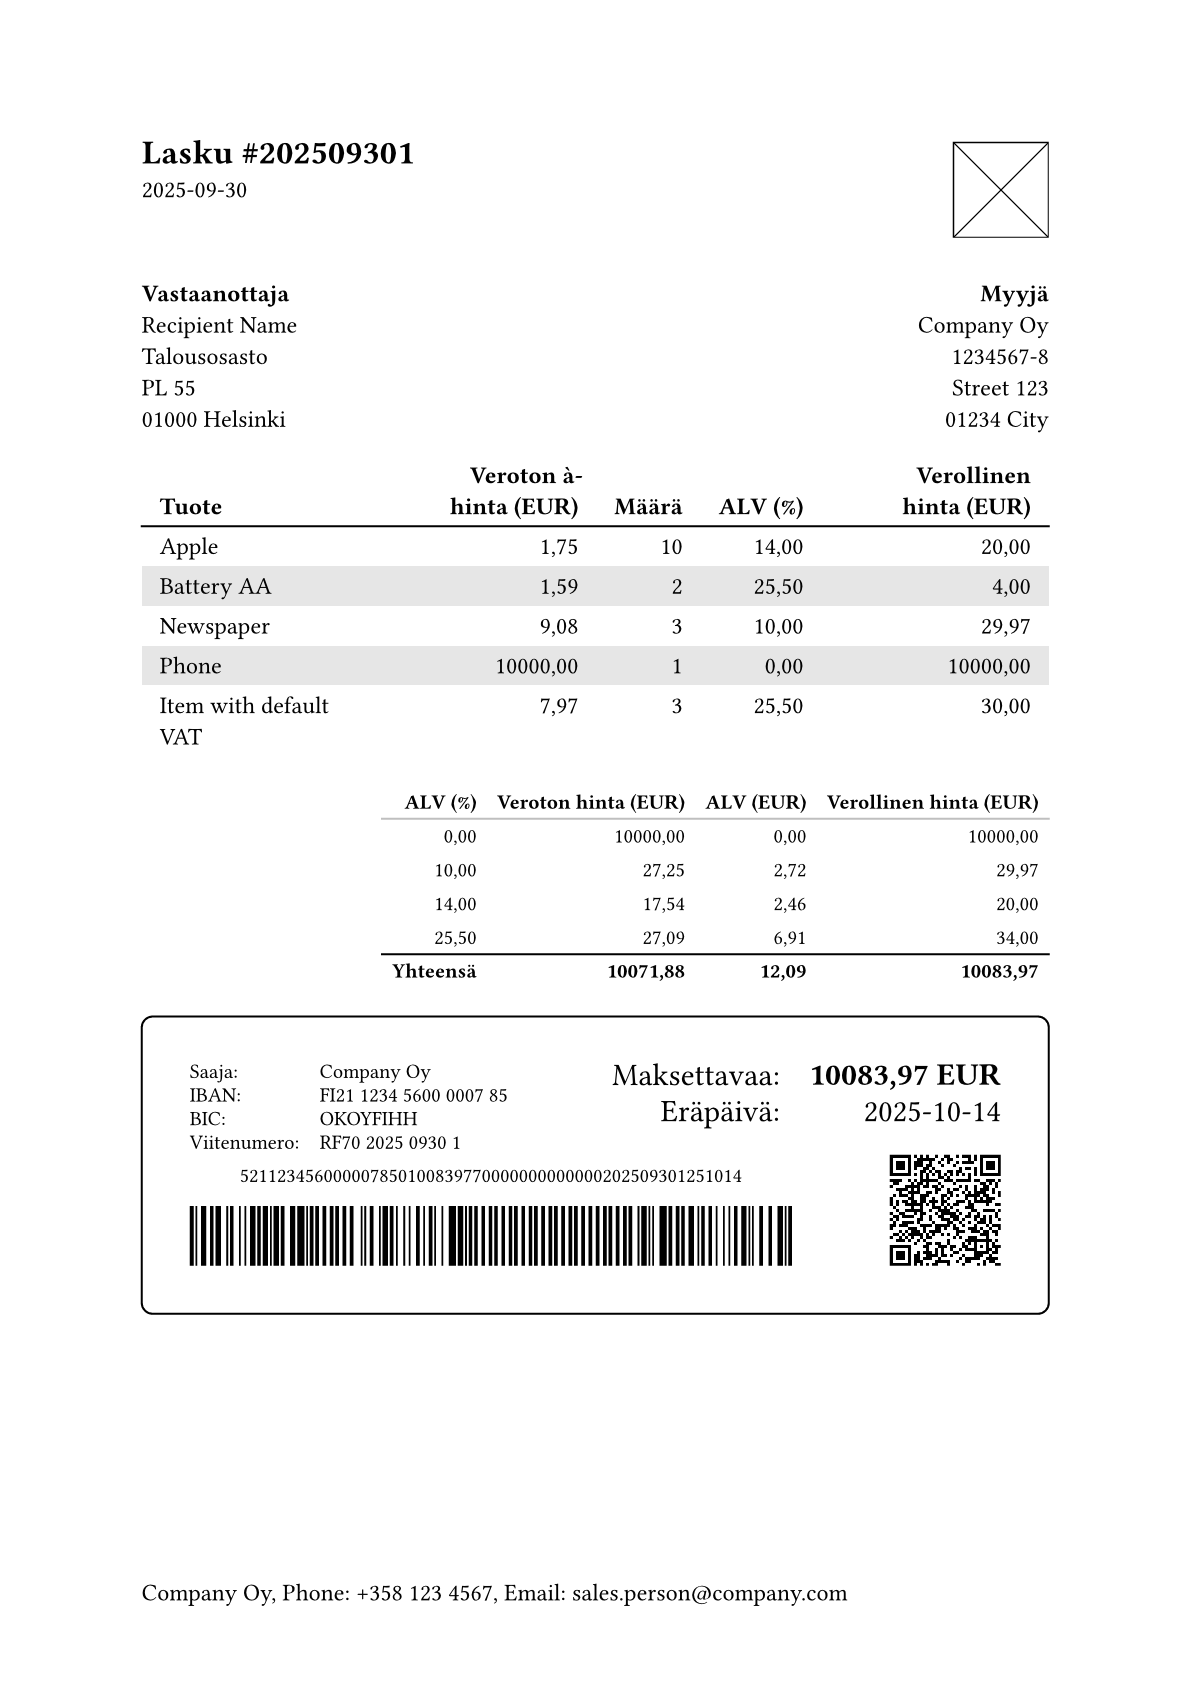 Lasku #202509301
2025-09-30
Vastaanottaja
Recipient Name
Talousosasto
PL 55
01000 Helsinki
Myyjä
Company Oy
1234567-8
Street 123
01234 City
Tuote Veroton à-hinta (EUR) Määrä ALV (%) Verollinen hinta (EUR)
Apple 1,75 10 14,00 20,00
Battery AA 1,59 2 25,50 4,00
Newspaper 9,08 3 10,00 29,97
Phone 10000,00 1 0,00 10000,00
Item with default 7,97 3 25,50 30,00
VAT
ALV (%) Veroton hinta (EUR) ALV (EUR) Verollinen hinta (EUR)
0,00 10000,00 0,00 10000,00
10,00 27,25 2,72 29,97
14,00 17,54 2,46 20,00
25,50 27,09 6,91 34,00
Yhteensä 10071,88 12,09 10083,97
Saaja: Company Oy
IBAN: FI21 1234 5600 0007 85
BIC: OKOYFIHH
Viitenumero: RF70 2025 0930 1
Maksettavaa: 10083,97 EUR
Eräpäivä: 2025-10-14
521123456000007850100839770000000000000202509301251014
Company Oy, Phone: +358 123 4567, Email: sales.person@company.com